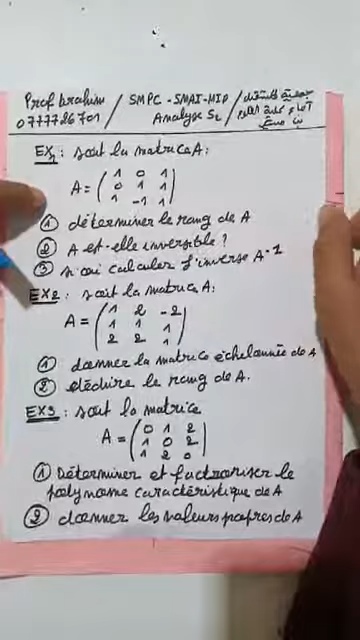 Prof brahim / SMPC - SMAI - MIP
0777726701 Analyse S2
EX1: soit la matrice A:
A = ( 1 0 1
0 1 1
1 -1 1 )
① déterminer le rang de A
② A est-elle inversible ?
③ si oui calculer l'inverse A^-1
EX2: soit la matrice A:
A = ( 1 2 -2
1 1 1
2 2 1 )
① donner la matrice échelonnée de A
② déduire le rang de A.
EX3: soit la matrice
A = ( 0 1 2
1 0 2
1 2 0 )
① Déterminer et factoriser le
polynome caractéristique de A
② donner les valeurs propres de A